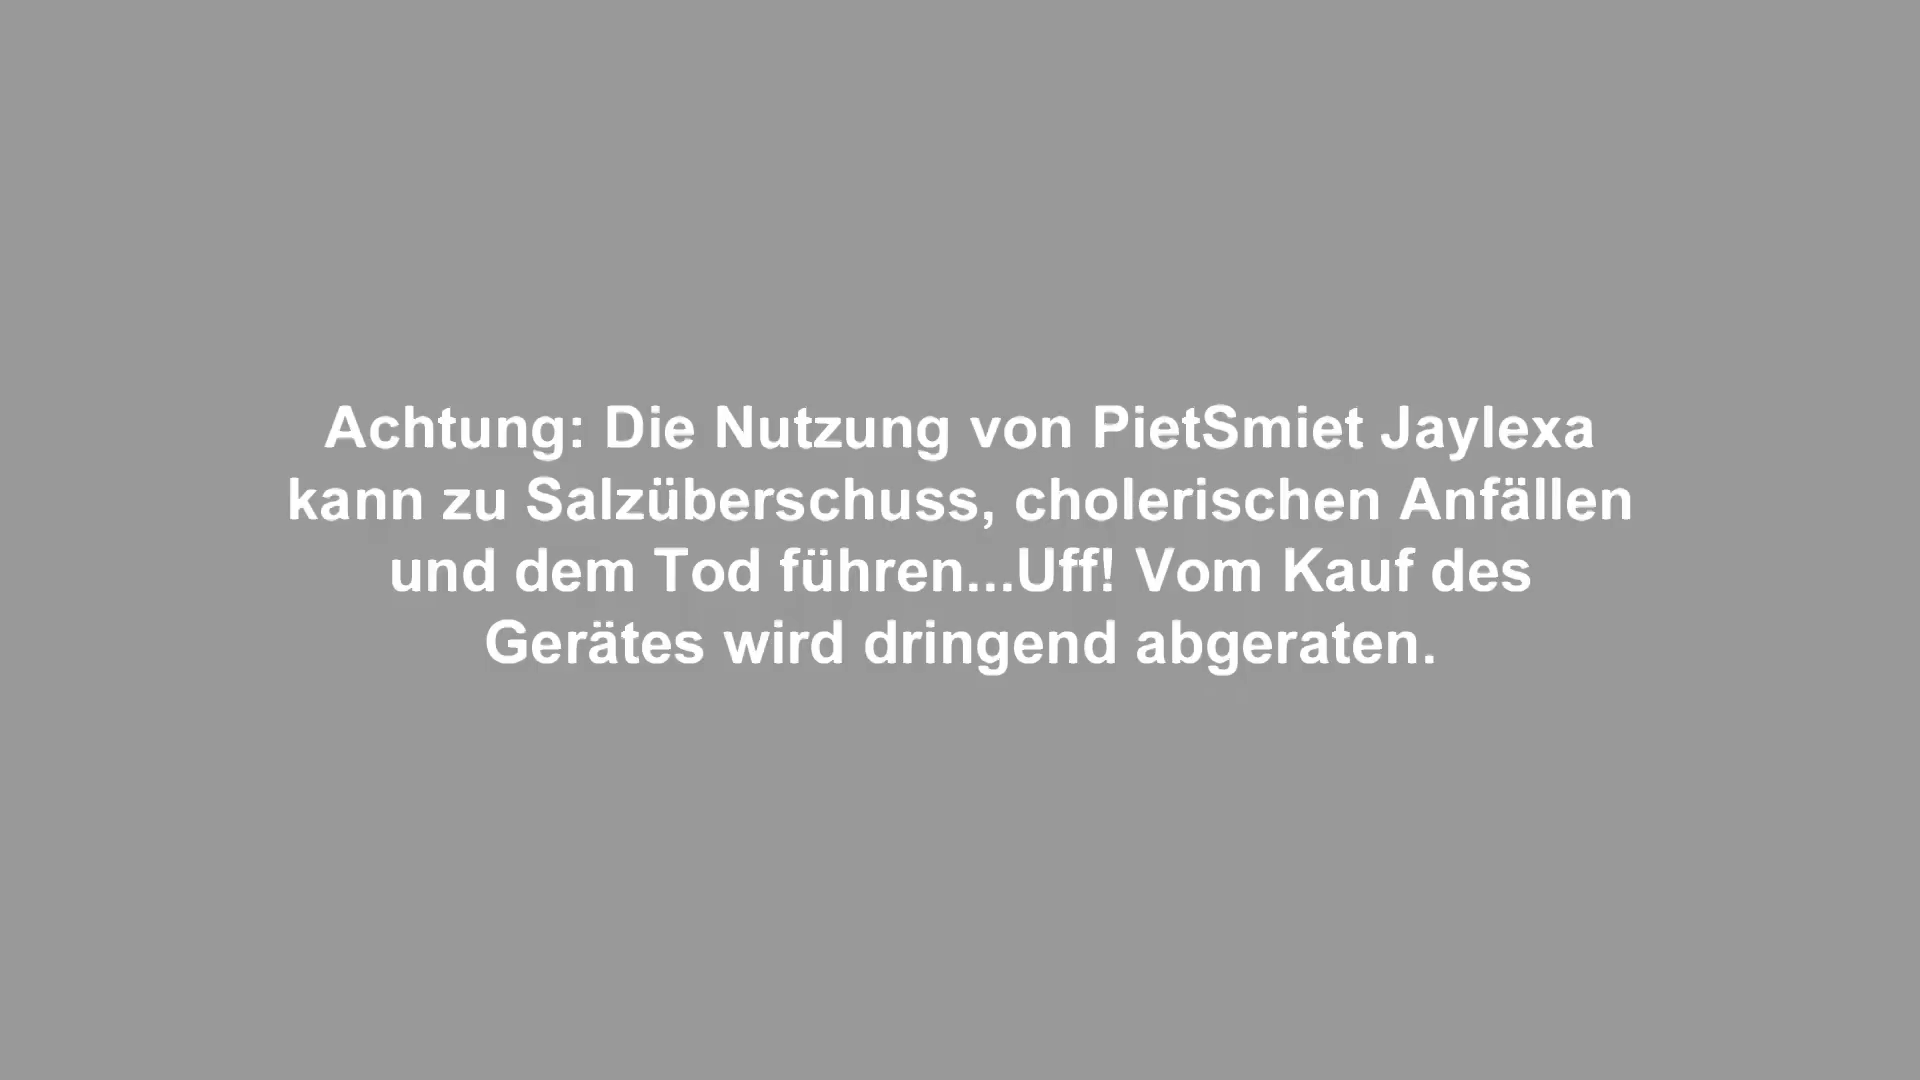 Achtung: Die Nutzung von PietSmiet Jaylexa
kann zu Salzüberschuss, cholerischen Anfällen
und dem Tod führen...Uff! Vom Kauf des
Gerätes wird dringend abgeraten.